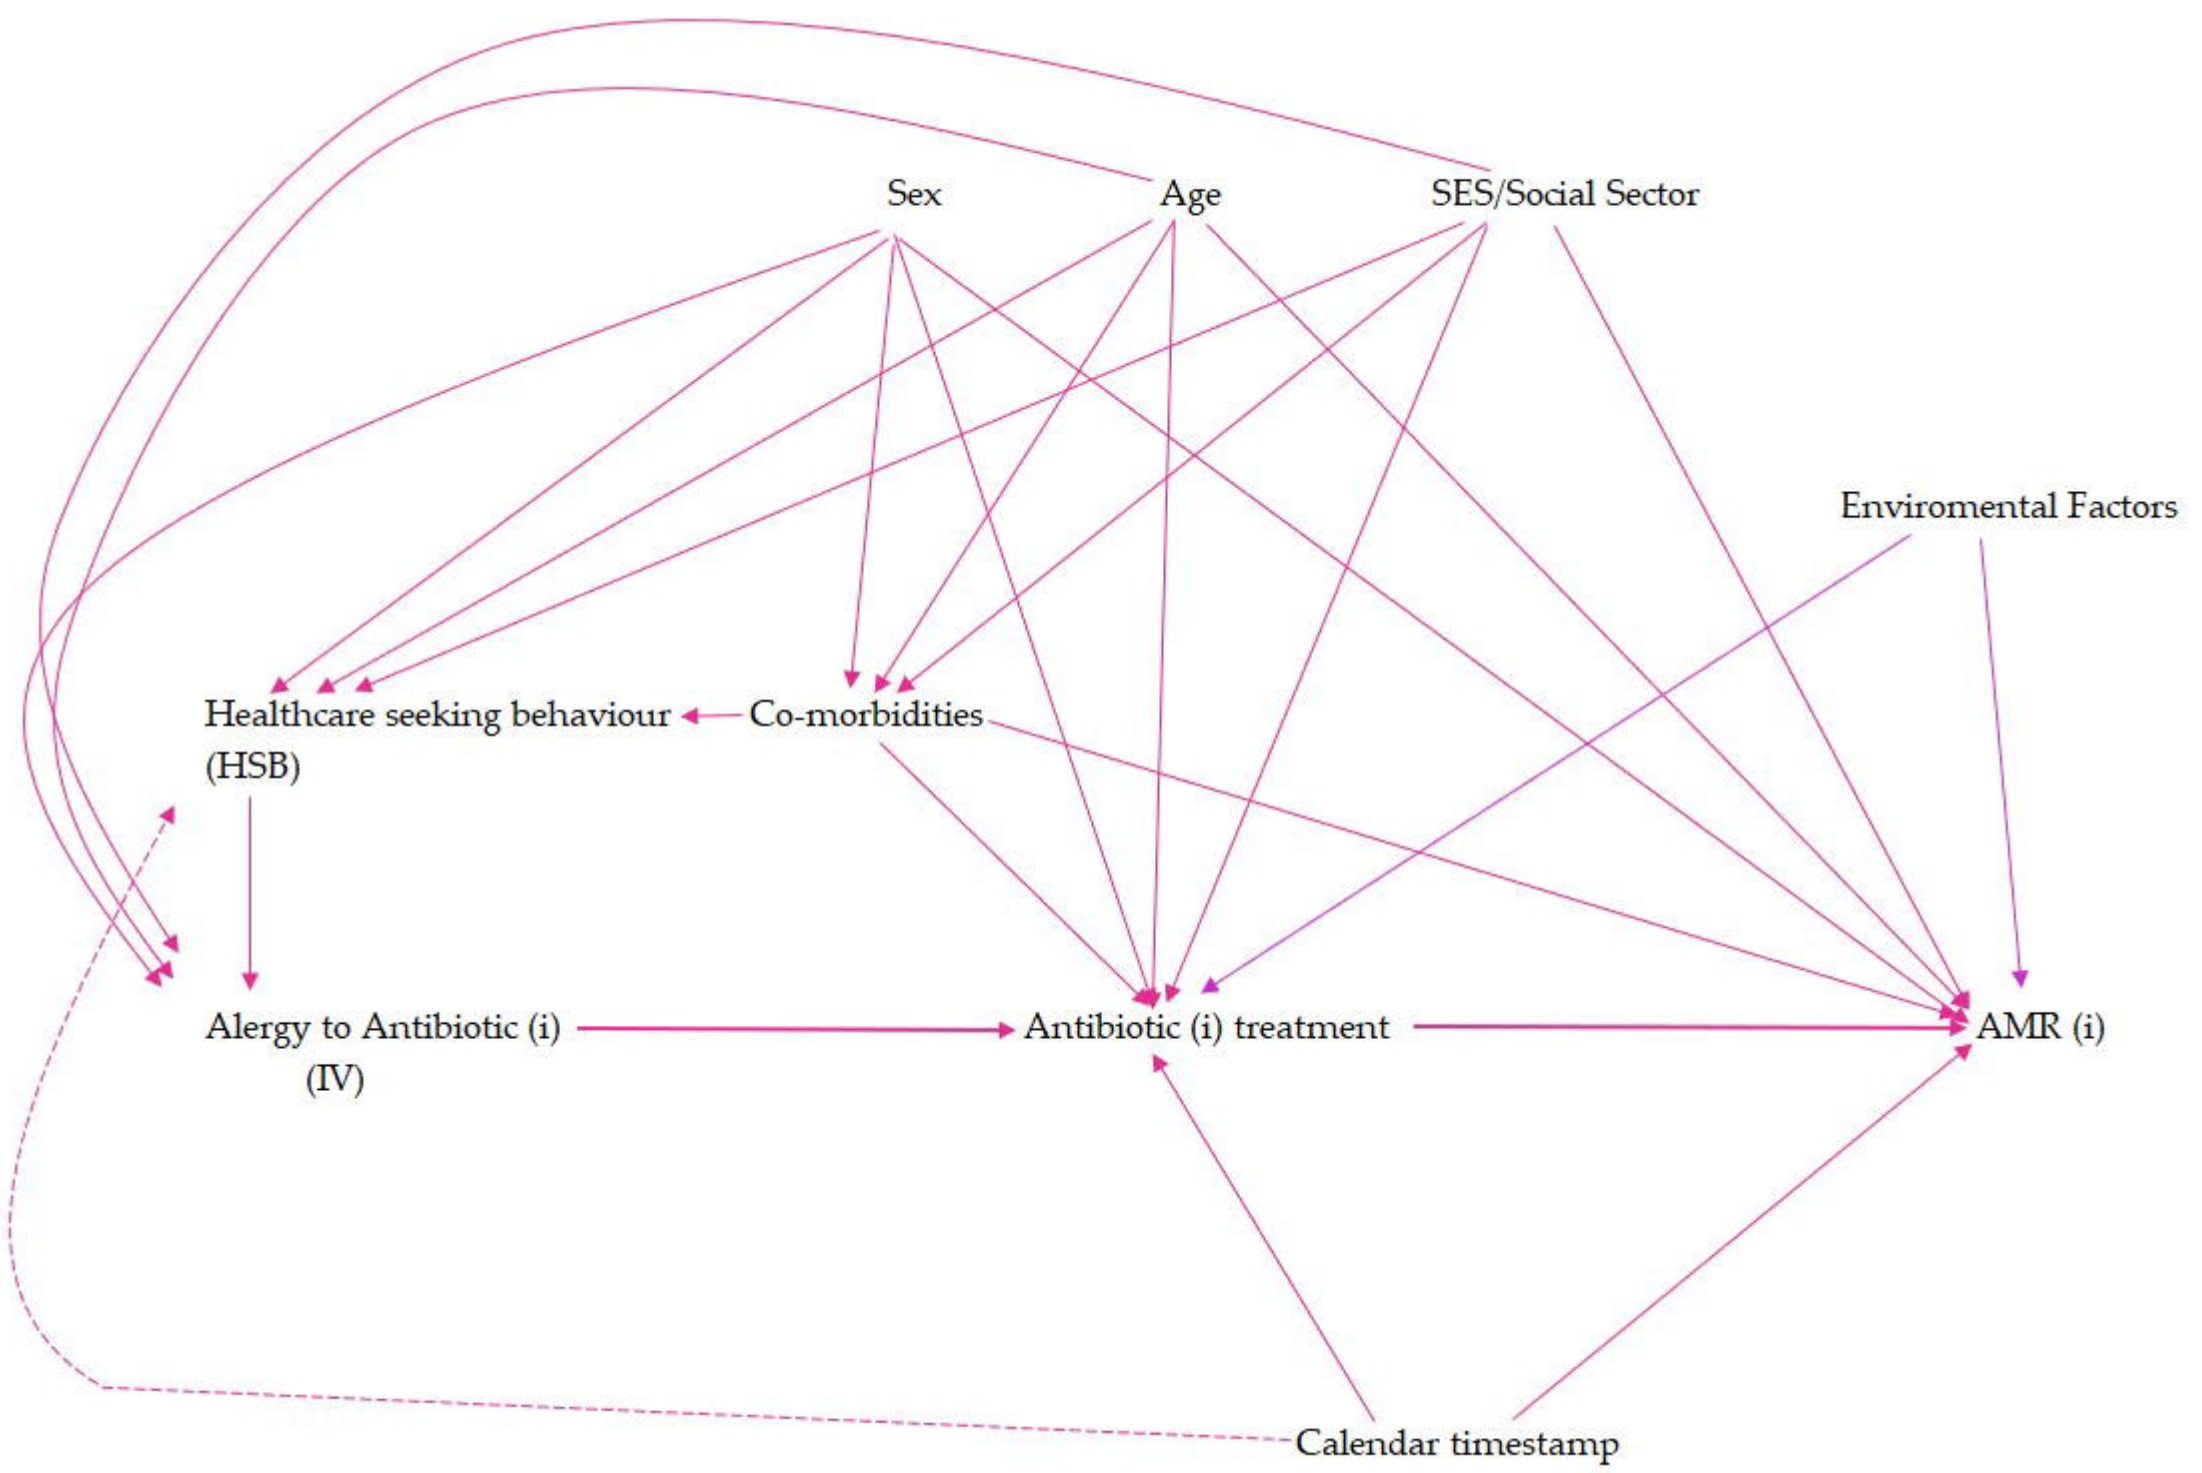 Sex
Age
SES/Social Sector
Enviromental Factors
Healthcare seeking behaviour
(HSB)
Co-morbidities
Alergy to Antibiotic (i)
(IV)
Antibiotic (i) treatment
AMR (i)
Calendar timestamp